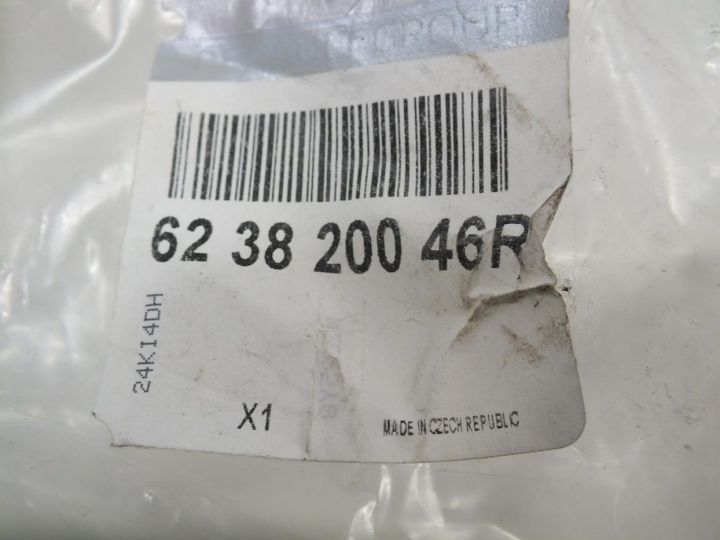 62 38 200 46R
24K14DH
X1
MADE IN CZECH REPUBLIC